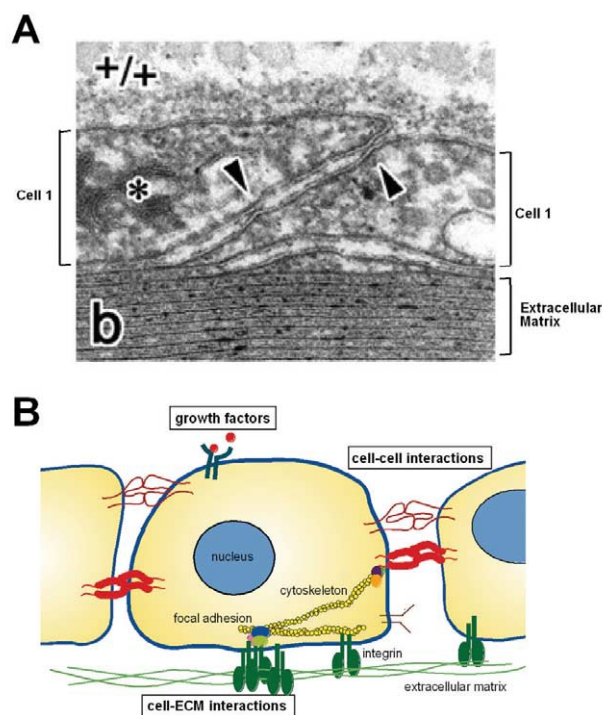 A
+/+
Cell 1
*
Cell 1
b
Extracellular
Matrix
B
growth factors
cell-cell interactions
nucleus
cytoskeleton
focal adhesion
integrin
extracellular matrix
cell-ECM interactions